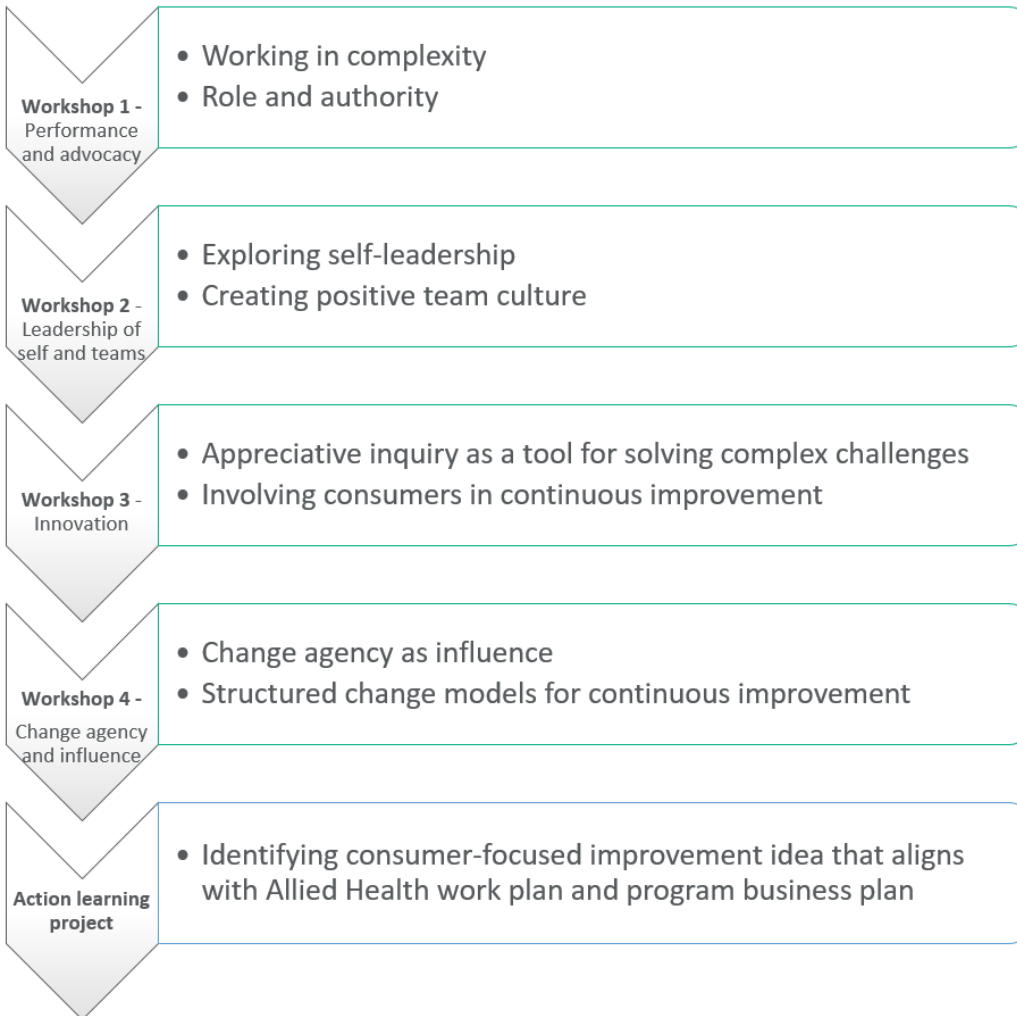 Workshop 1 -
Performance
and advocacy
• Working in complexity
• Role and authority
Workshop 2 -
Leadership of
self and teams
• Exploring self-leadership
• Creating positive team culture
Workshop 3 -
Innovation
• Appreciative inquiry as a tool for solving complex challenges
• Involving consumers in continuous improvement
Workshop 4 -
Change agency
and influence
• Change agency as influence
• Structured change models for continuous improvement
Action learning
project
• Identifying consumer-focused improvement idea that aligns
with Allied Health work plan and program business plan